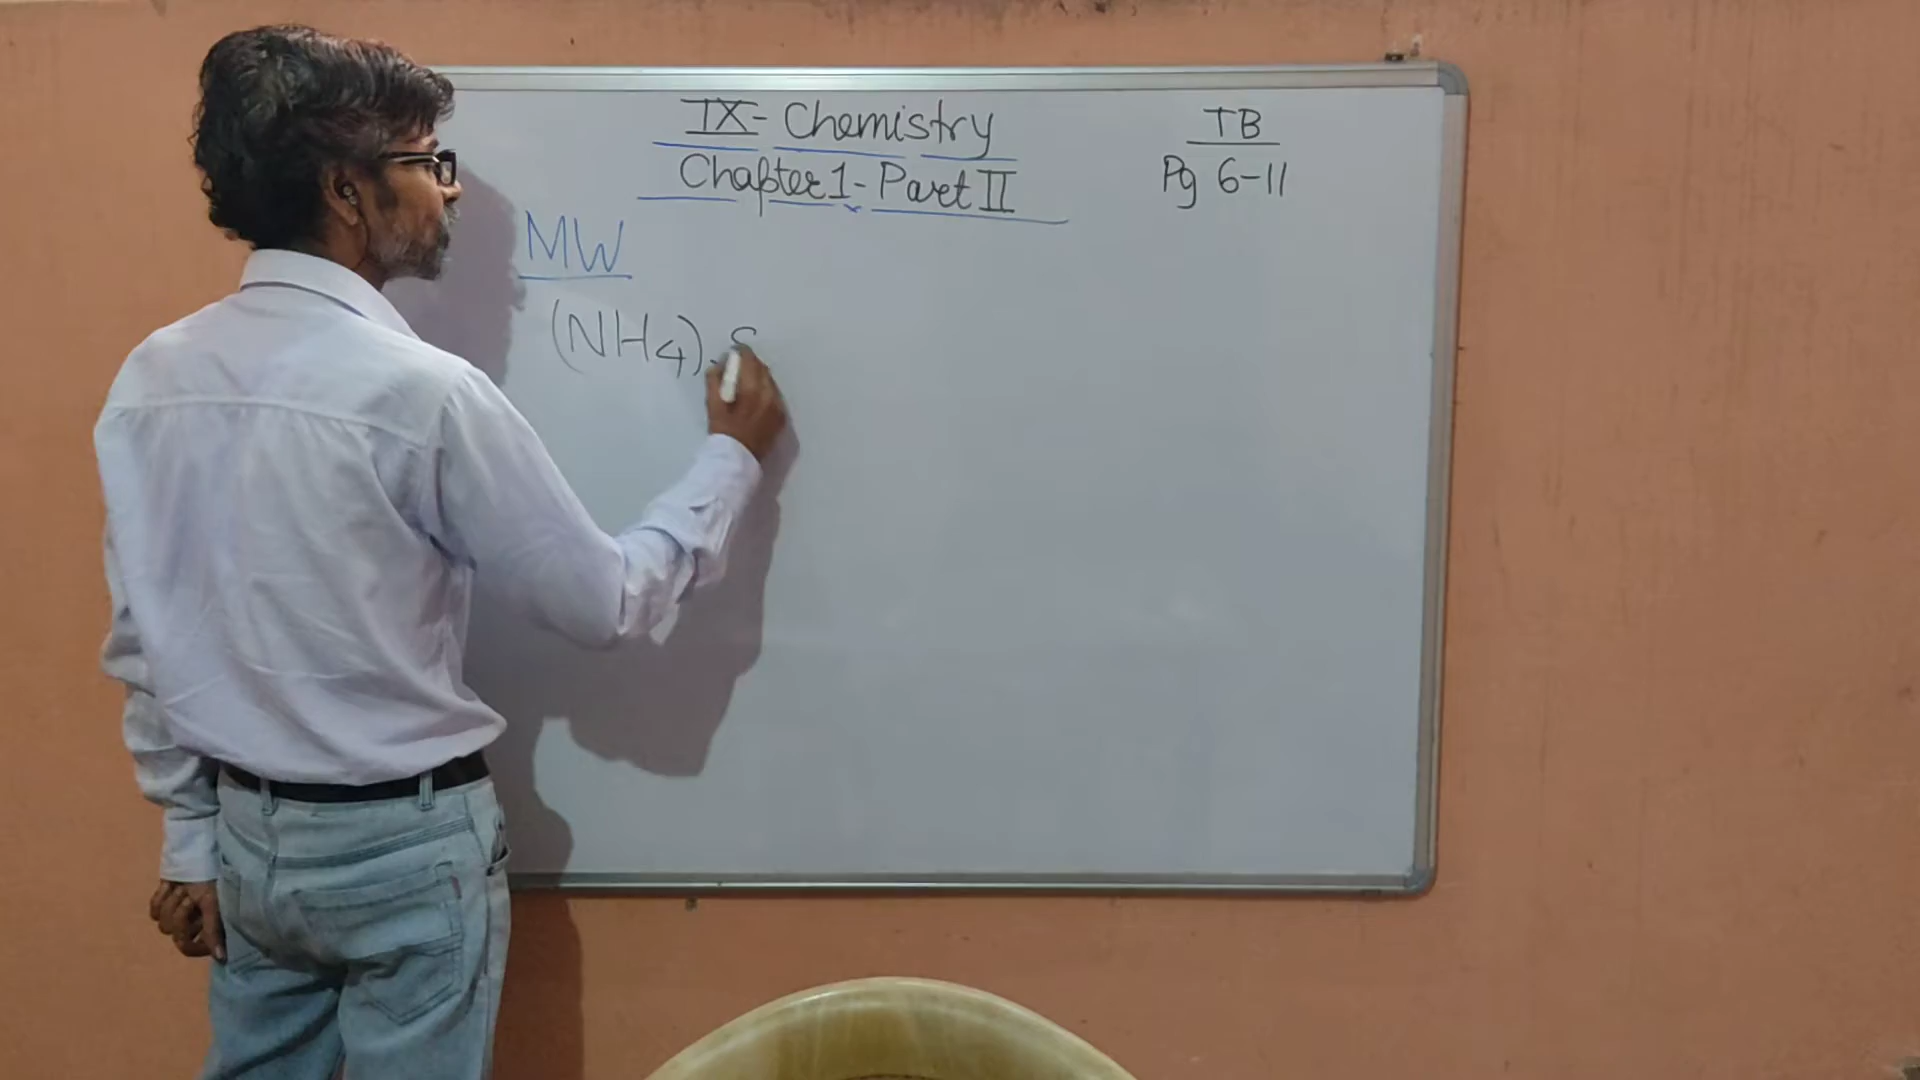 IX- Chemistry
Chapter 1- Part II
TB
Pg 6-11
MW
(NH4) S